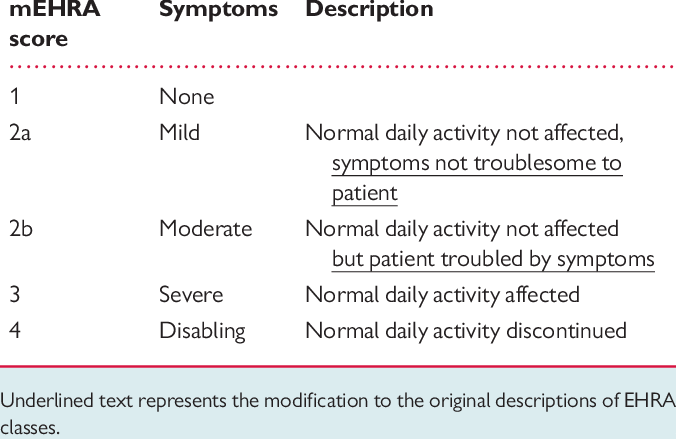 mEHRA score Symptoms Description
1 None
2a Mild Normal daily activity not affected,
symptoms not troublesome to
patient
2b Moderate Normal daily activity not affected
but patient troubled by symptoms
3 Severe Normal daily activity affected
4 Disabling Normal daily activity discontinued
Underlined text represents the modification to the original descriptions of EHRA
classes.